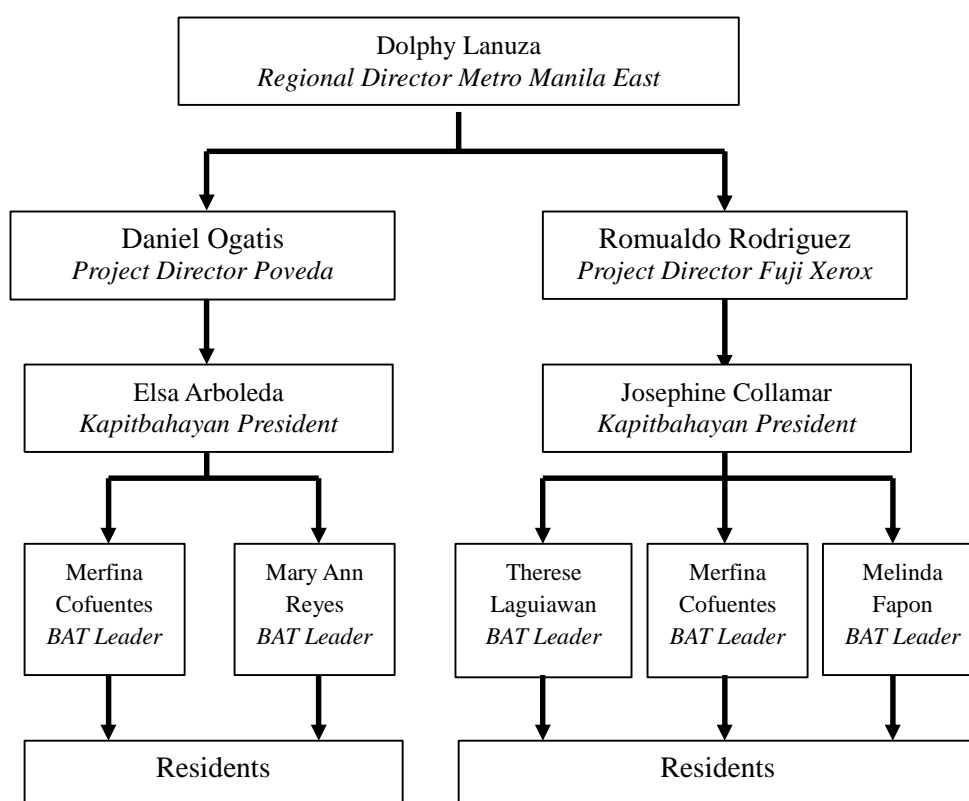 Dolphy Lanuza
Regional Director Metro Manila East
Daniel Ogatis
Project Director Poveda
Romualdo Rodriguez
Project Director Fuji Xerox
Elsa Arboleda
Kapitbahayan President
Josephine Collamar
Kapitbahayan President
Merfina
Cofuentes
BAT Leader
Mary Ann
Reyes
BAT Leader
Therese
Laguiawan
BAT Leader
Merfina
Cofuentes
BAT Leader
Melinda
Fapon
BAT Leader
Residents
Residents